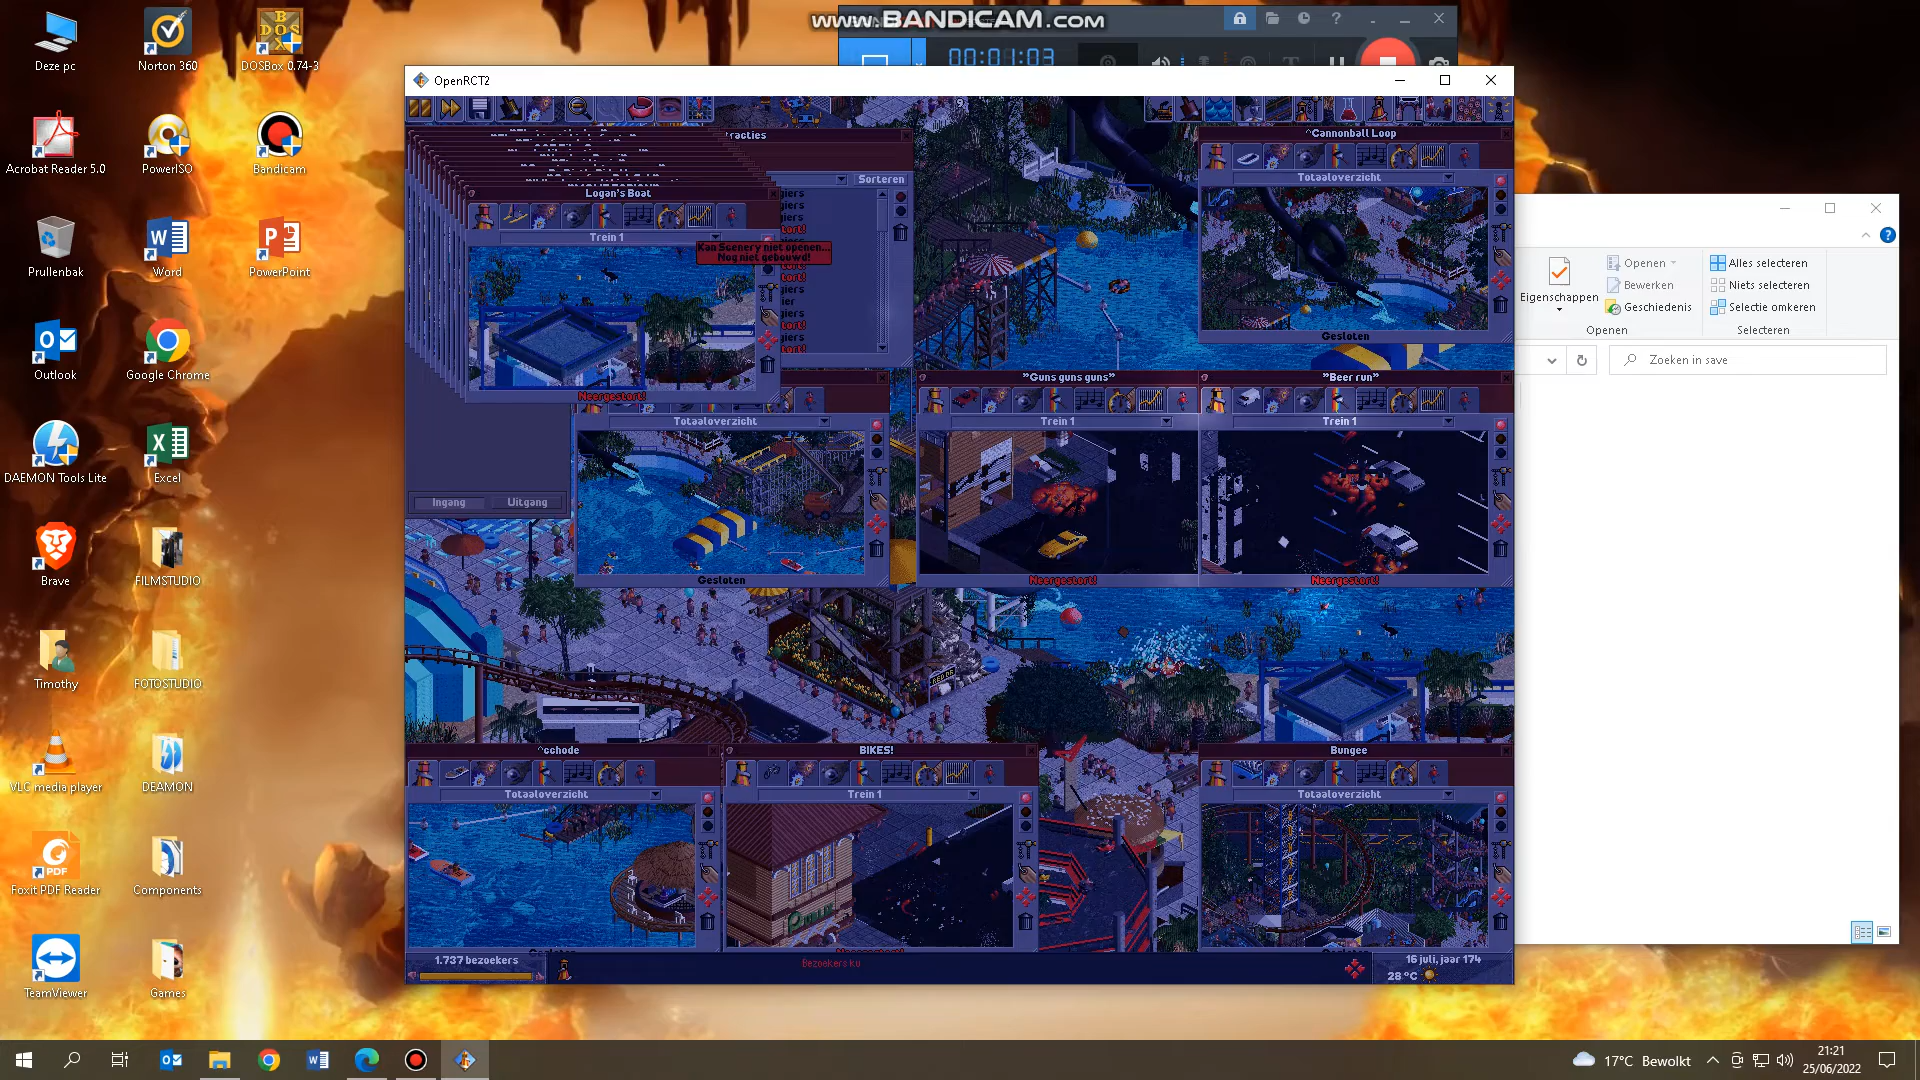 www.BANDICAM.com
00:01:03
Deze pc
Norton 360
DOSBox 0.74-3
Acrobat Reader 5.0
PowerISO
Bandicam
Prullenbak
Word
PowerPoint
Outlook
Google Chrome
DAEMON Tools Lite
Excel
Brave
FILMSTUDIO
Timothy
FOTOSTUDIO
VLC media player
DEAMON
Foxit PDF Reader
Components
TeamViewer
Games
OpenRCT2
racties
Sorteren
Logan's Boat
Trein 1
Kan Scenery niet openen...
Nog niet gebouwd!
Neergestort!
^Cannonball Loop
Totaaloverzicht
Gesloten
Ingang
Uitgang
Totaaloverzicht
Gesloten
"Guns guns guns"
Trein 1
Neergestort!
"Beer run"
Trein 1
Neergestort!
^cchode
Totaaloverzicht
BIKES!
Trein 1
Bungee
Totaaloverzicht
1.737 bezoekers
Bezoekers ku
16 juli, jaar 174
28 °C
Eigenschappen
Openen
Bewerken
Geschiedenis
Openen
Alles selecteren
Niets selecteren
Selectie omkeren
Selecteren
Zoeken in save
17°C Bewolkt
21:21
25/06/2022